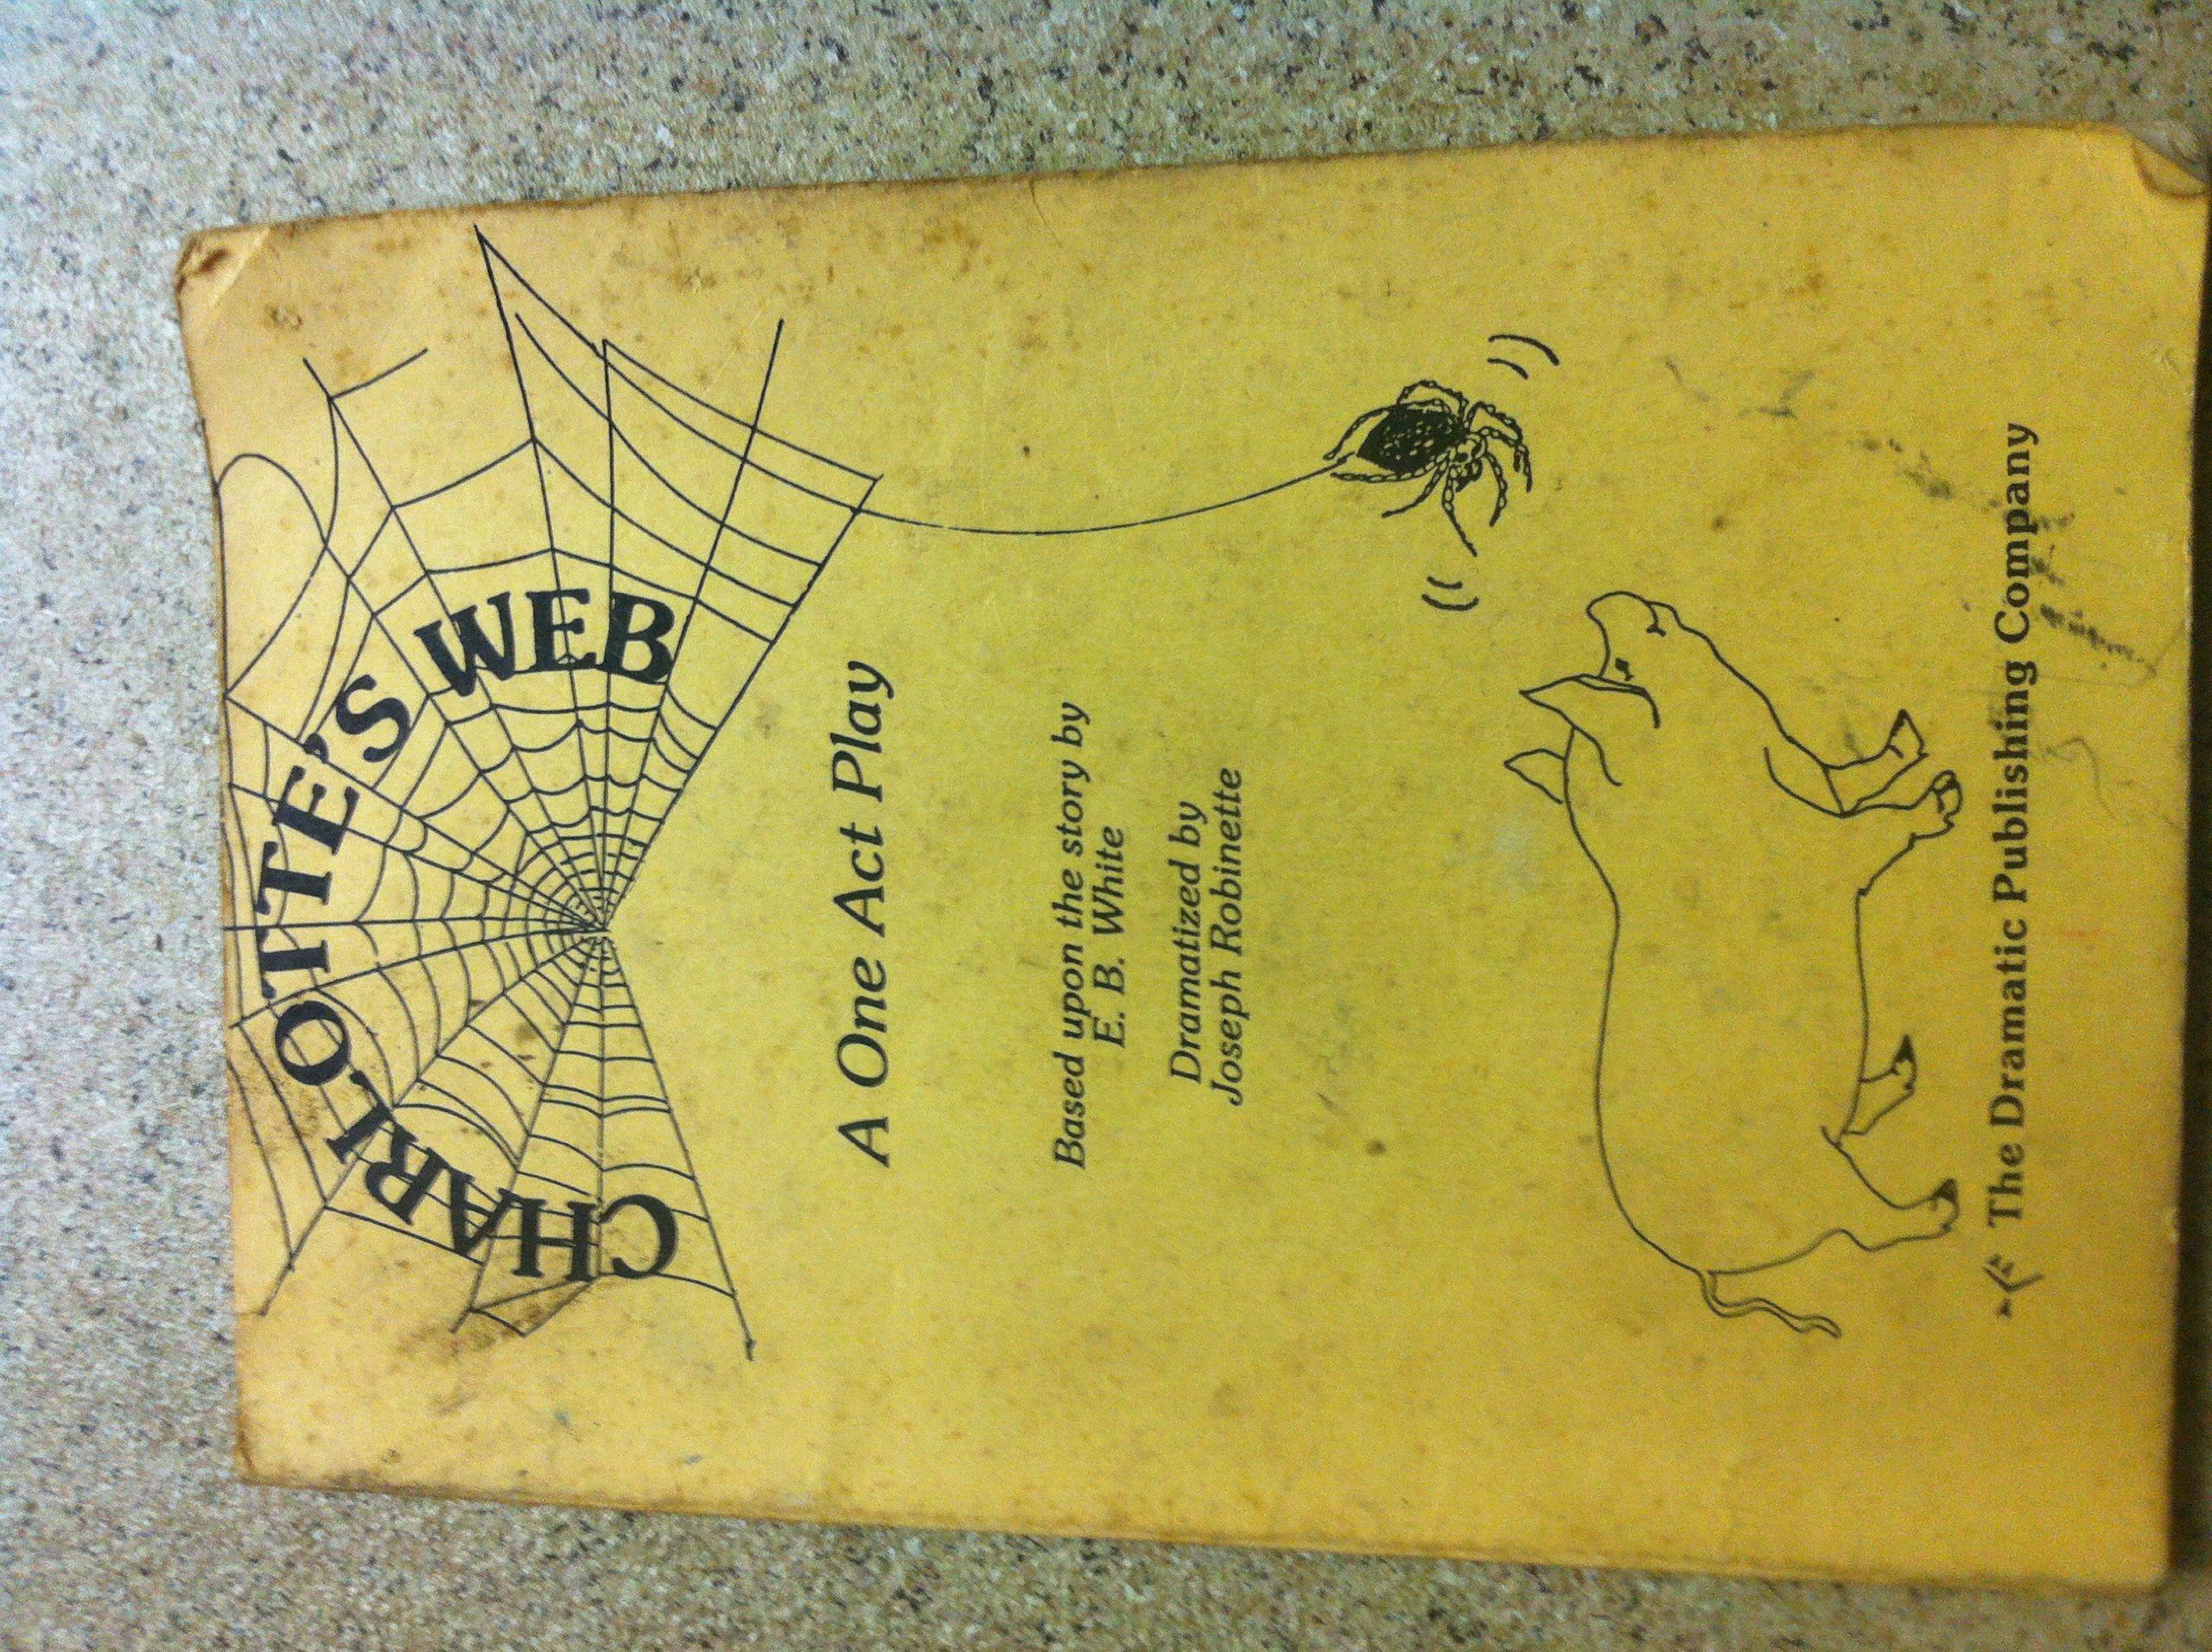 CHARLOTTE'S WEB
A One Act Play
Based upon the story by
E. B. White
Dramatized by
Joseph Robinette
The Dramatic Publishing Company